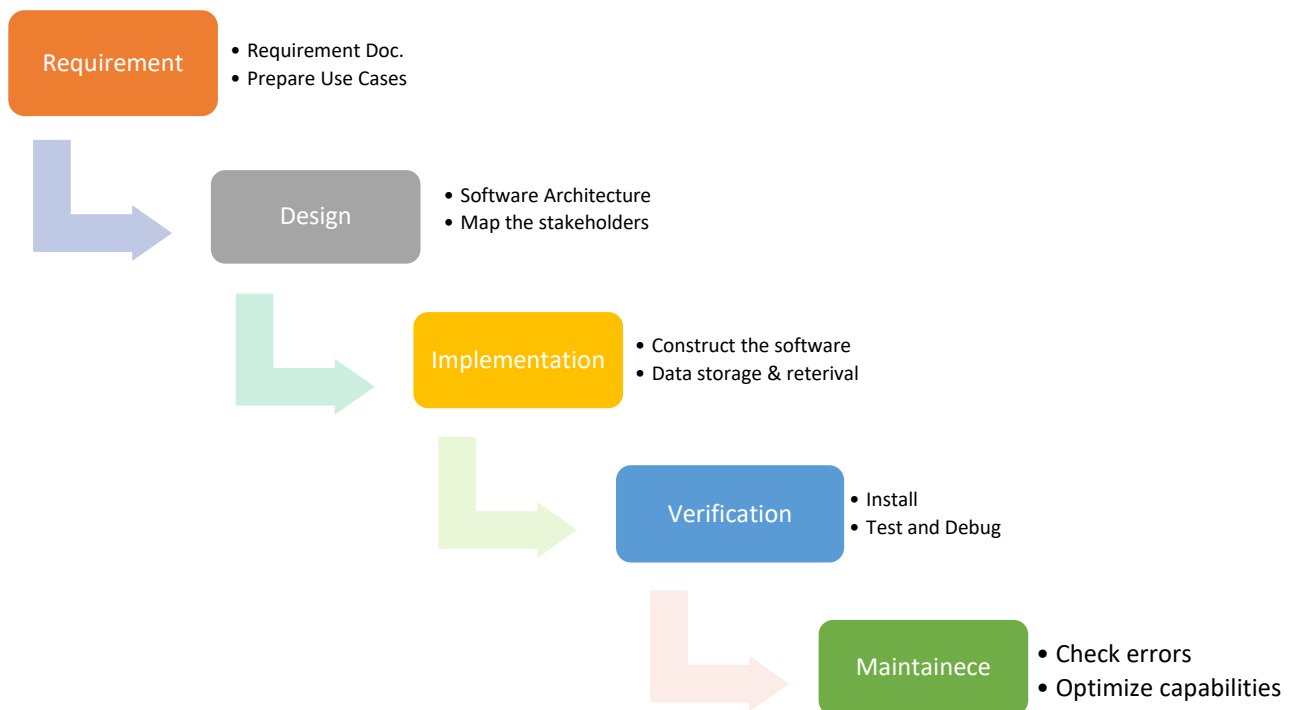 Requirement
• Requirement Doc.
• Prepare Use Cases
Design
• Software Architecture
• Map the stakeholders
Implementation
• Construct the software
• Data storage & reterival
Verification
• Install
• Test and Debug
Maintainece
• Check errors
• Optimize capabilities